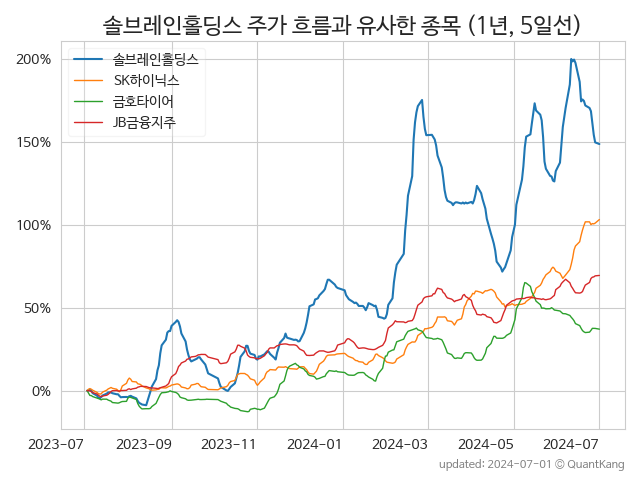 솔브레인홀딩스 주가 흐름과 유사한 종목 (1년, 5일선)
솔브레인홀딩스
SK하이닉스
금호타이어
JB금융지주
200%
150%
100%
50%
0%
2023-07 2023-09 2023-11 2024-01 2024-03 2024-05 2024-07
updated: 2024-07-01 © QuantKang